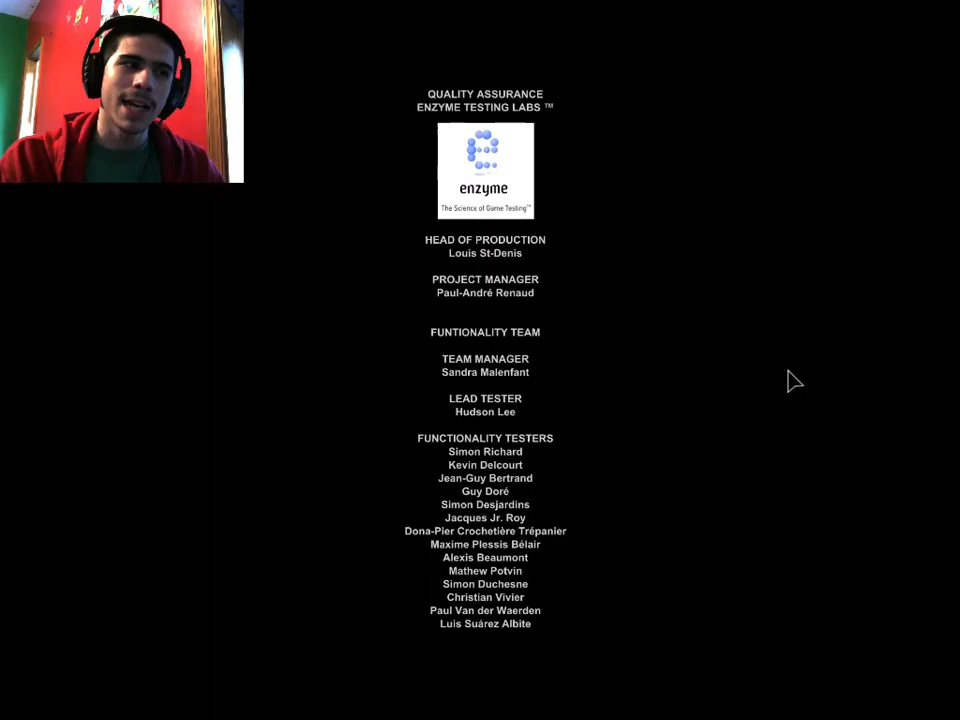 QUALITY ASSURANCE
ENZYME TESTING LABS ™
enzyme
The Science of Game Testing™
HEAD OF PRODUCTION
Louis St-Denis
PROJECT MANAGER
Paul-André Renaud
FUNTIONALITY TEAM
TEAM MANAGER
Sandra Malenfant
LEAD TESTER
Hudson Lee
FUNCTIONALITY TESTERS
Simon Richard
Kevin Delcourt
Jean-Guy Bertrand
Guy Doré
Simon Desjardins
Jacques Jr. Roy
Dona-Pier Crochetière Trépanier
Maxime Plessis Bélair
Alexis Beaumont
Mathew Potvin
Simon Duchesne
Christian Vivier
Paul Van der Waerden
Luis Suárez Albite